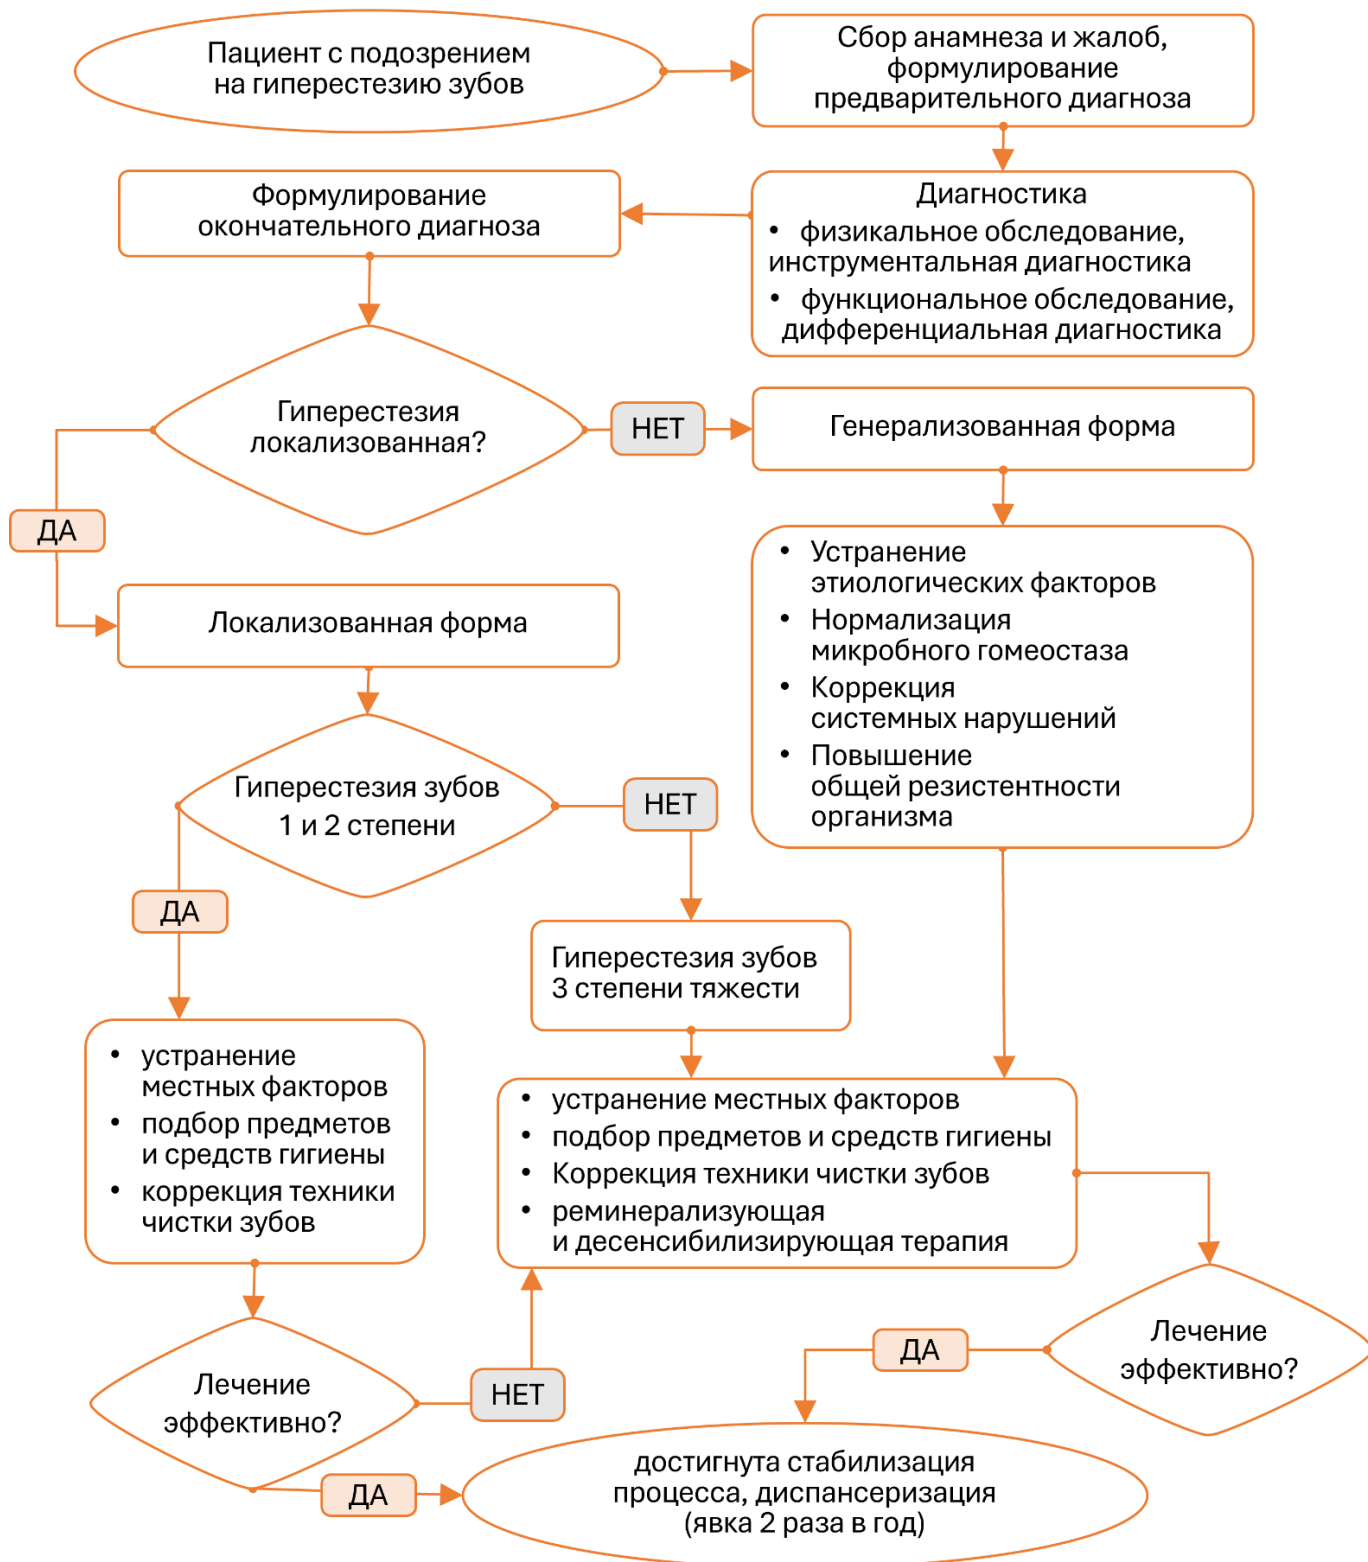 Пациент с подозрением
на гиперестезию зубов
Сбор анамнеза и жалоб,
формулирование
предварительного диагноза
Формулирование
окончательного диагноза
Диагностика
• физикальное обследование,
инструментальная диагностика
• функциональное обследование,
дифференциальная диагностика
Гиперестезия
локализованная?
НЕТ
Генерализованная форма
ДА
Локализованная форма
• Устранение
этиологических факторов
• Нормализация
микробного гомеостаза
• Коррекция
системных нарушений
• Повышение
общей резистентности
организма
Гиперестезия зубов
1 и 2 степени
НЕТ
ДА
Гиперестезия зубов
3 степени тяжести
• устранение
местных факторов
• подбор предметов
и средств гигиены
• коррекция техники
чистки зубов
• устранение местных факторов
• подбор предметов и средств гигиены
• Коррекция техники чистки зубов
• реминерализующая
и десенсибилизирующая терапия
Лечение
эффективно?
НЕТ
ДА
Лечение
эффективно?
ДА
достигнута стабилизация
процесса, диспансеризация
(явка 2 раза в год)